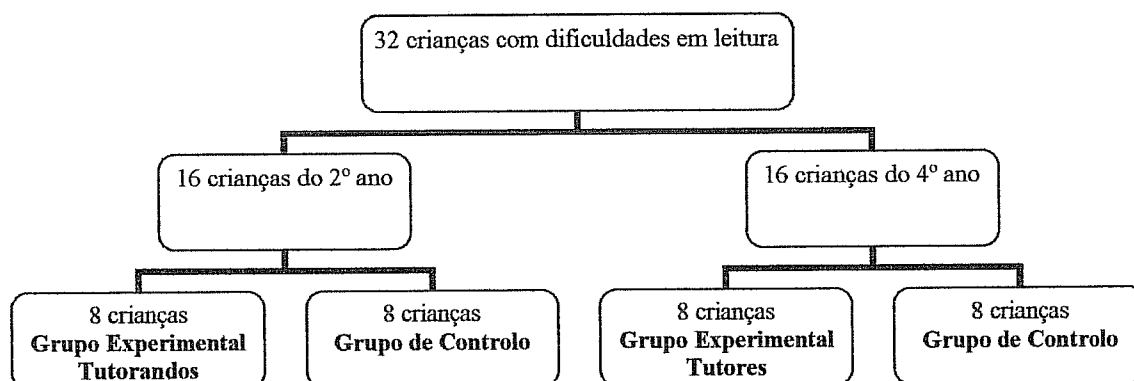 32 crianças com dificuldades em leitura
16 crianças do 2º ano
16 crianças do 4º ano
8 crianças
Grupo Experimental
Tutorandos
8 crianças
Grupo de Controlo
8 crianças
Grupo Experimental
Tutores
8 crianças
Grupo de Controlo